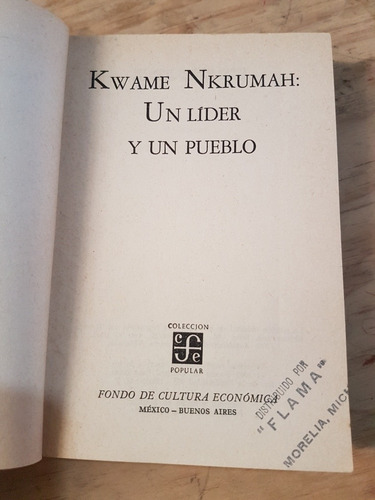 KWAME NKRUMAH:
UN LÍDER
Y UN PUEBLO
COLECCION
cfe
POPULAR
FONDO DE CULTURA ECONÓMICA
MÉXICO — BUENOS AIRES
DISTRIBUIDO POR
"FLAMA"
MORELIA, MICH